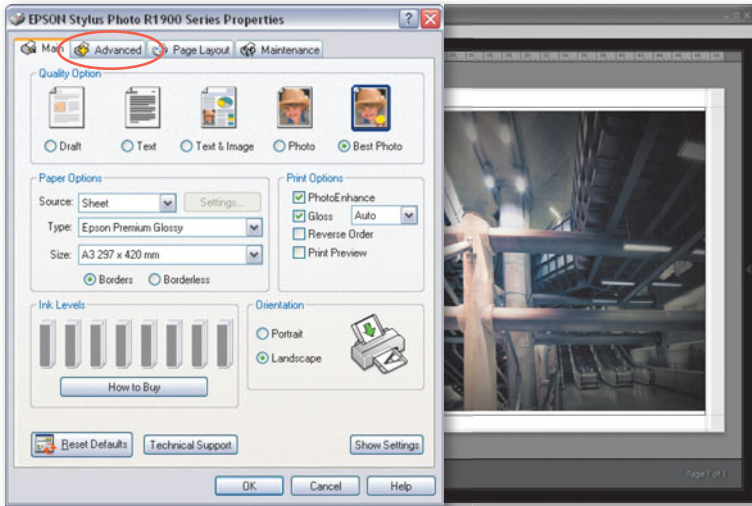 EPSON Stylus Photo R1900 Series Properties
Main Advanced Page Layout Maintenance
Quality Option
Draft Text Text & Image Photo Best Photo
Paper Options
Source: Sheet Settings...
Type: Epson Premium Glossy
Size: A3 297 x 420 mm
Borders Borderless
Print Options
PhotoEnhance
Gloss Auto
Reverse Order
Print Preview
Ink Levels
How to Buy
Orientation
Portrait
Landscape
Reset Defaults Technical Support Show Settings
OK Cancel Help
Page 1 of 1